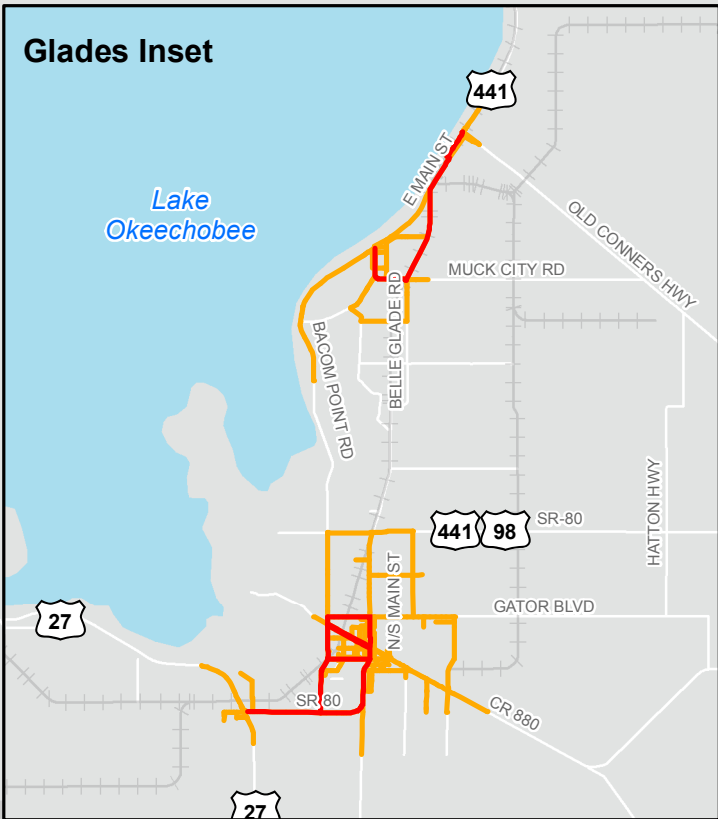 Glades Inset
441
E MAIN ST
Lake
Okeechobee
OLD CONNERS HWY
MUCK CITY RD
BELLE GLADE RD
BACOM POINT RD
HATTON HWY
441
98
SR-80
N/S MAIN ST
GATOR BLVD
27
SR-80
CR 880
27